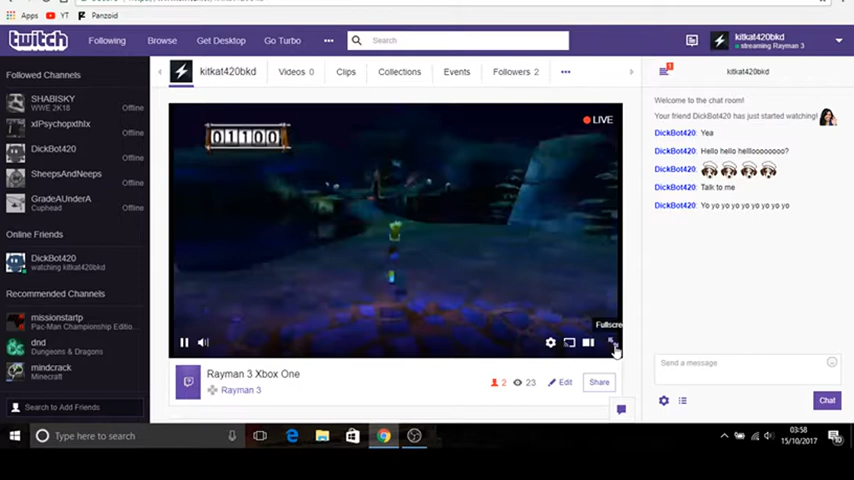 Apps YT Panzoid
twitch Following Browse Get Desktop Go Turbo ••• Search kitkat420bkd
streaming Rayman 3
Followed Channels
SHABISKY
WWE 2K18 Offline
xIPsychopxthIx
Offline
DickBot420
Offline
SheepsAndNeeps
Offline
GradeAUnderA
Cuphead Offline
Online Friends
DickBot420
watching kitkat420bkd
Recommended Channels
missionstartp
Pac-Man Championship Editio...
dnd
Dungeons & Dragons
mindcrack
Minecraft
Search to Add Friends
kitkat420bkd Videos 0 Clips Collections Events Followers 2 •••
01100
LIVE
Fullscre
Rayman 3 Xbox One
Rayman 3
2 23 Edit Share
1
kitkat420bkd
Welcome to the chat room!
Your friend DickBot420 has just started watching!
DickBot420: Yea
DickBot420: Hello hello hellloooooooo?
DickBot420:
DickBot420: Talk to me
DickBot420: Yo yo yo yo yo yo yo yo
Send a message
Chat
Type here to search
03:58
15/10/2017